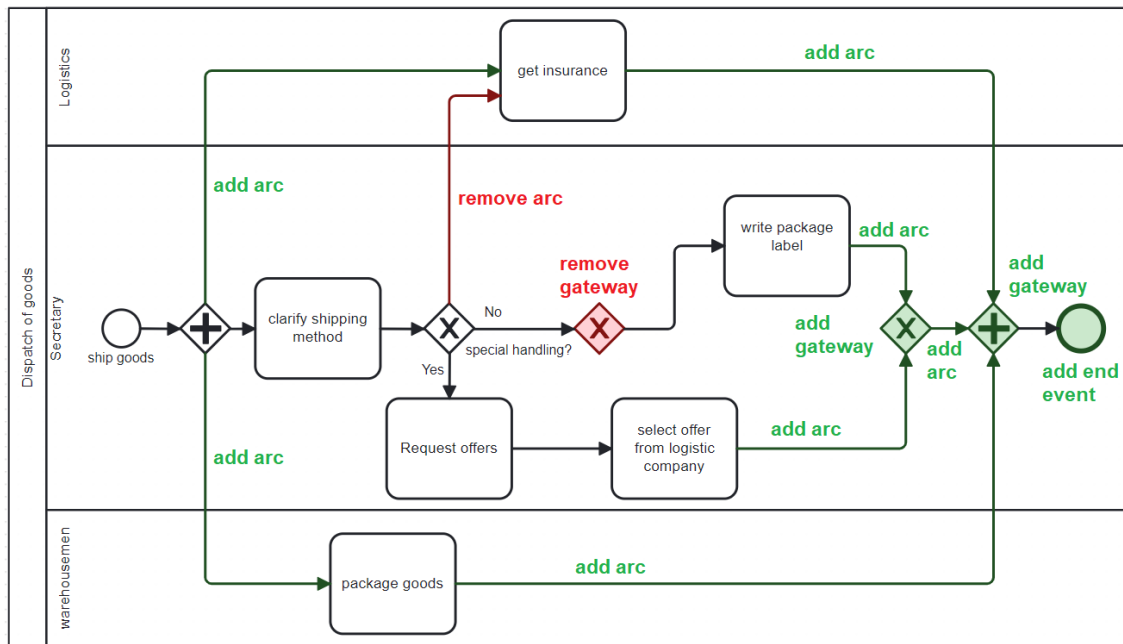 Dispatch of goods
Logistics
get insurance
add arc
Secretary
add arc
remove arc
write package
label
add arc
remove
gateway
add
gateway
ship goods
clarify shipping
method
No
special handling?
Yes
add
gateway
add
arc
add end
event
Request offers
select offer
from logistic
company
add arc
add arc
warehousemen
package goods
add arc